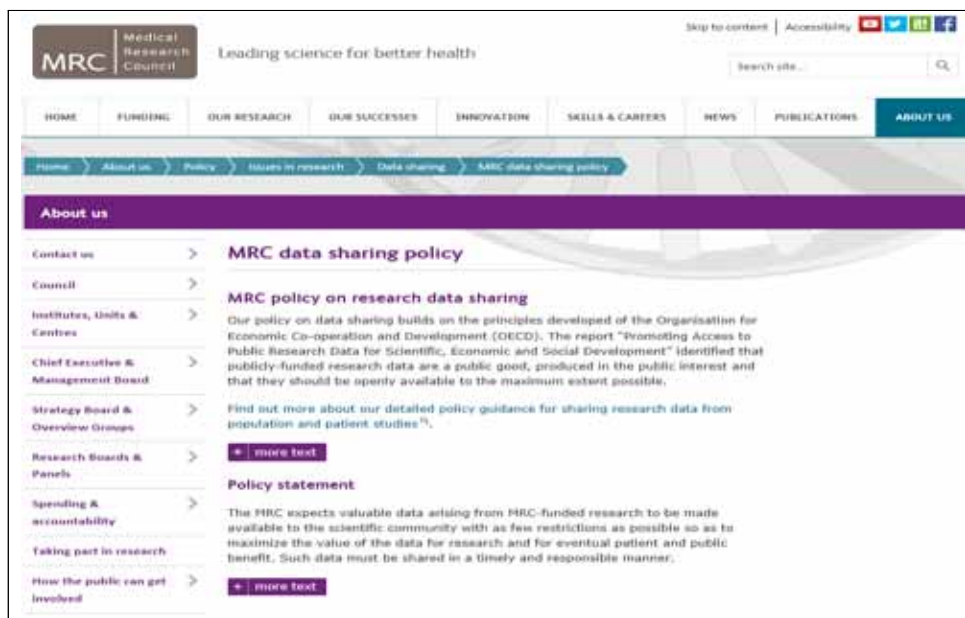 Skip to content | Accessibility
MRC
Medical
Research
Council
Leading science for better health
Search site...
HOME
FUNDING
OUR RESEARCH
OUR SUCCESSES
INNOVATION
SKILLS & CAREERS
NEWS
PUBLICATIONS
ABOUT US
Home
About us
Policy
Issues in research
Data sharing
MRC data sharing policy
About us
Contact us
Council
Institutes, Units &
Centres
Chief Executive &
Management Board
Strategy Board &
Overview Groups
Research Boards &
Panels
Spending &
accountability
Taking part in research
How the public can get
involved
MRC data sharing policy
MRC policy on research data sharing
Our policy on data sharing builds on the principles developed of the Organisation for
Economic Co-operation and Development (OECD). The report "Promoting Access to
Public Research Data for Scientific, Economic and Social Development" identified that
publicly-funded research data are a public good, produced in the public interest and
that they should be openly available to the maximum extent possible.
Find out more about our detailed policy guidance for sharing research data from
population and patient studies.
+ more text
Policy statement
The MRC expects valuable data arising from MRC-funded research to be made
available to the scientific community with as few restrictions as possible so as to
maximize the value of the data for research and for eventual patient and public
benefit. Such data must be shared in a timely and responsible manner.
+ more text